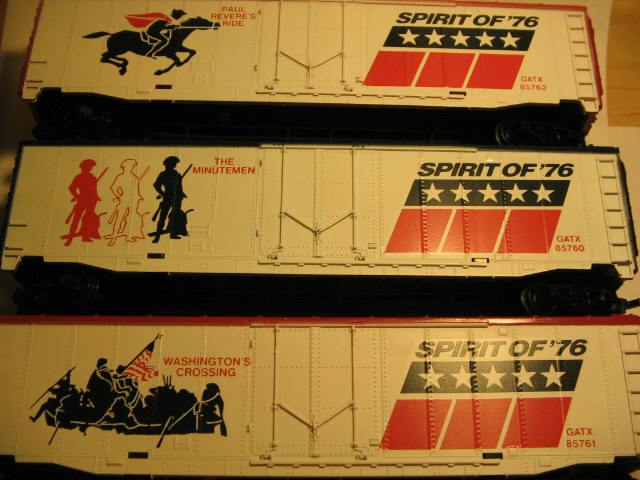 PAUL
REVERE'S
RIDE
SPIRIT OF '76
GATX
85762
THE
MINUTEMEN
SPIRIT OF '76
GATX
85760
WASHINGTON'S
CROSSING
SPIRIT OF '76
GATX
85761